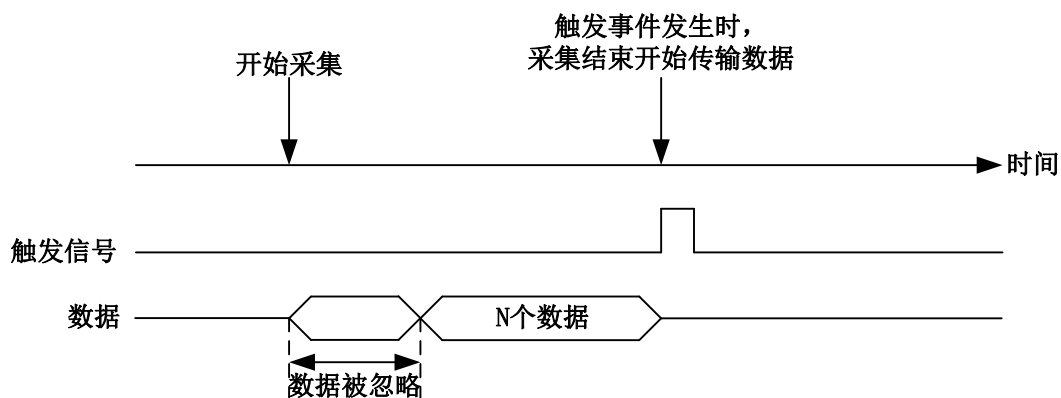 触发事件发生时，
采集结束开始传输数据
开始采集
时间
触发信号
数据
N个数据
数据被忽略